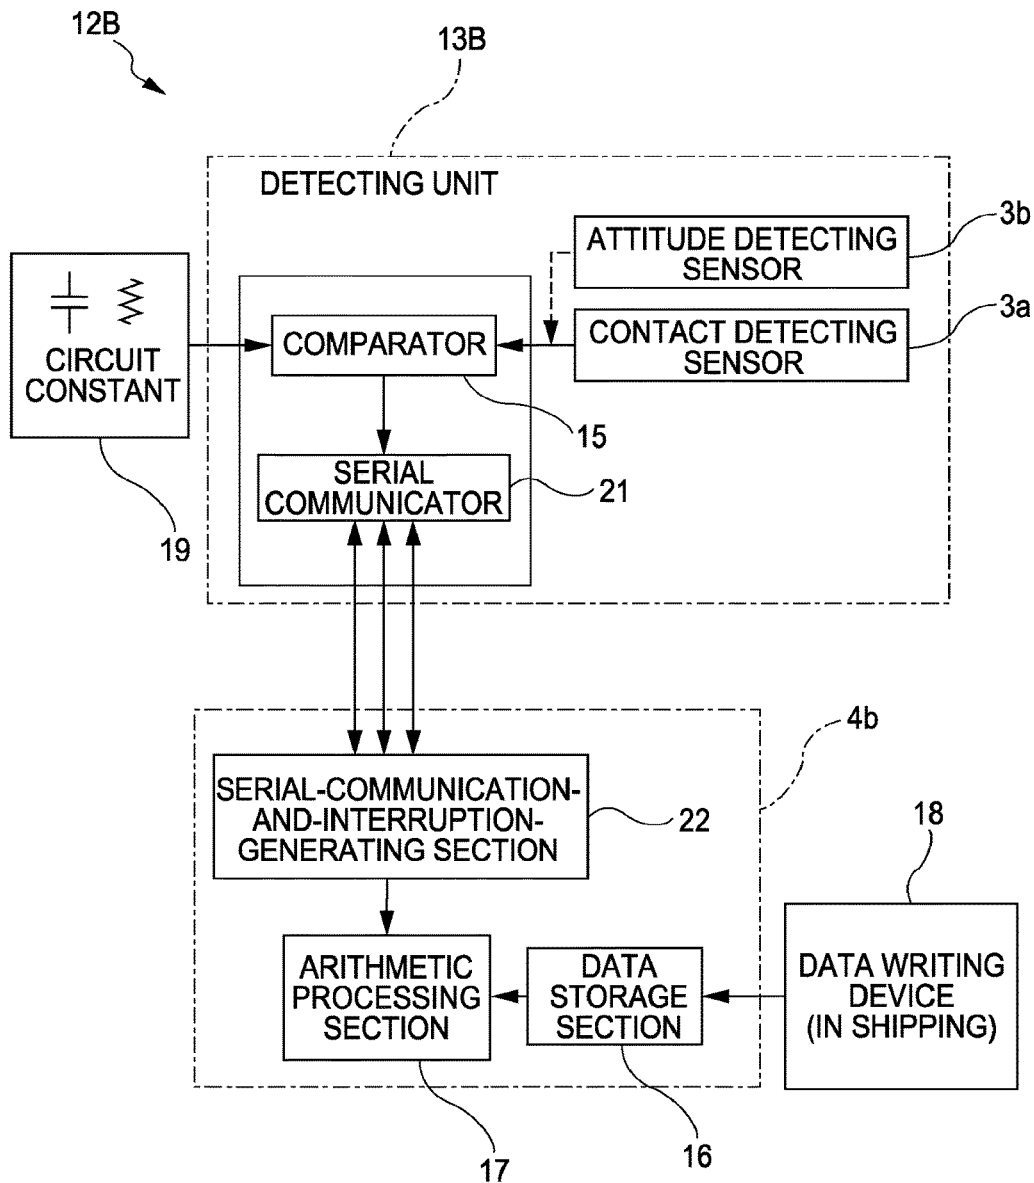 12B
13B
DETECTING UNIT
ATTITUDE DETECTING
SENSOR
3b
CONTACT DETECTING
SENSOR
3a
CIRCUIT
CONSTANT
COMPARATOR
15
SERIAL
COMMUNICATOR
21
19
4b
SERIAL-COMMUNICATION-
AND-INTERRUPTION-
GENERATING SECTION
22
18
ARITHMETIC
PROCESSING
SECTION
DATA
STORAGE
SECTION
DATA WRITING
DEVICE
(IN SHIPPING)
17
16